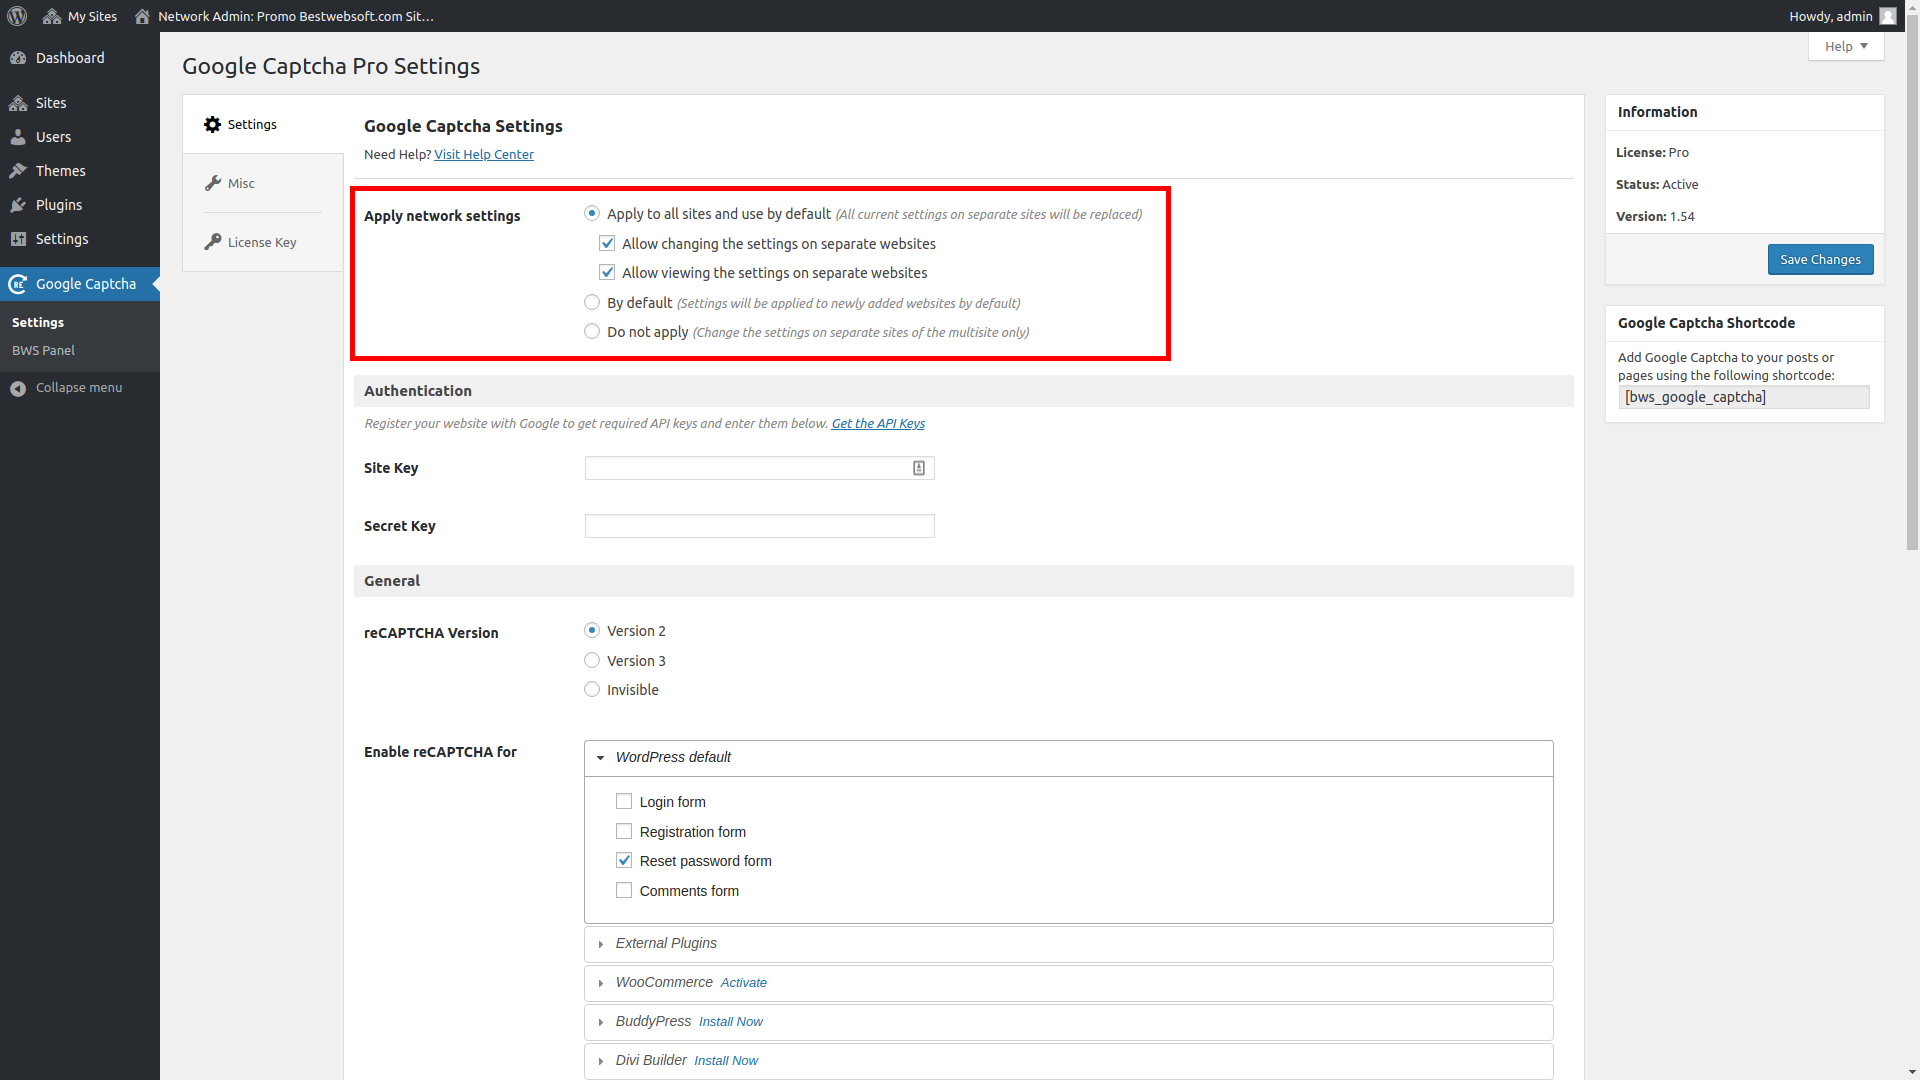 My Sites
Network Admin: Promo Bestwebsoft.com Sit…
Howdy, admin
Help
Dashboard
Sites
Users
Themes
Plugins
Settings
Google Captcha
Settings
BWS Panel
Collapse menu
Google Captcha Pro Settings
Settings
Misc
License Key
Google Captcha Settings
Need Help? Visit Help Center
Apply network settings
Apply to all sites and use by default (All current settings on separate sites will be replaced)
Allow changing the settings on separate websites
Allow viewing the settings on separate websites
By default (Settings will be applied to newly added websites by default)
Do not apply (Change the settings on separate sites of the multisite only)
Authentication
Register your website with Google to get required API keys and enter them below. Get the API Keys
Site Key
Secret Key
General
reCAPTCHA Version
Version 2
Version 3
Invisible
Enable reCAPTCHA for
WordPress default
Login form
Registration form
Reset password form
Comments form
External Plugins
WooCommerce Activate
BuddyPress Install Now
Divi Builder Install Now
Information
License: Pro
Status: Active
Version: 1.54
Save Changes
Google Captcha Shortcode
Add Google Captcha to your posts or
pages using the following shortcode:
[bws_google_captcha]